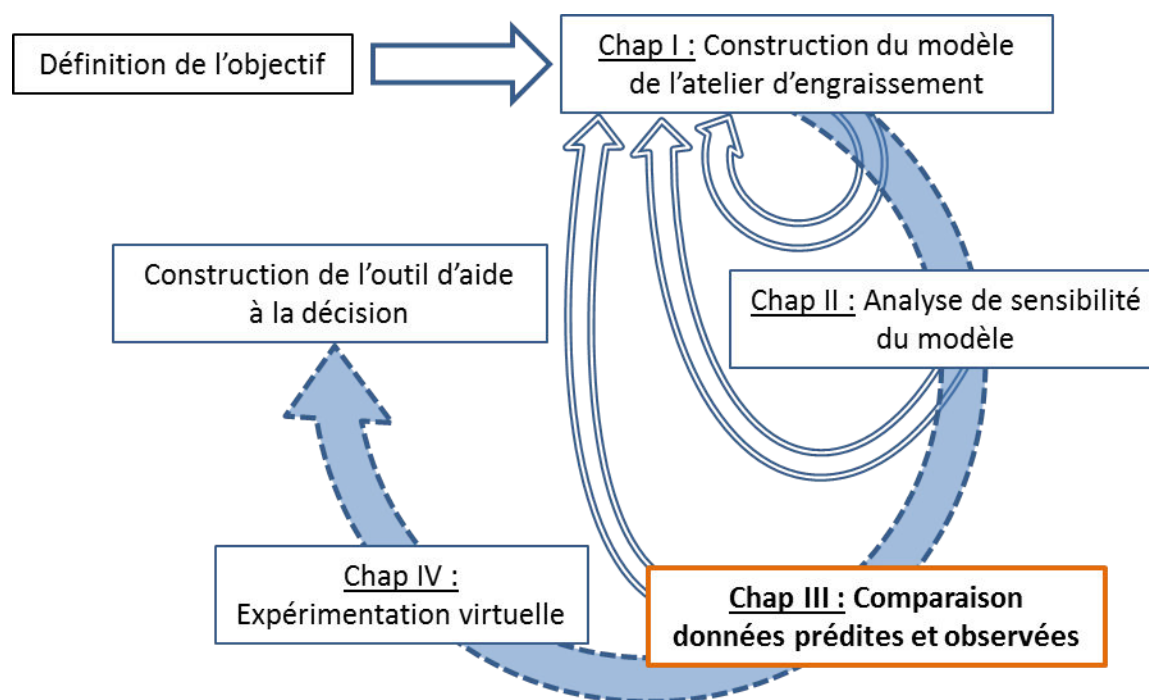 Définition de l'objectif
Chap I : Construction du modèle
de l'atelier d'engraissement
Construction de l'outil d'aide
à la décision
Chap II : Analyse de sensibilité
du modèle
Chap IV :
Expérimentation virtuelle
Chap III : Comparaison
données prédites et observées